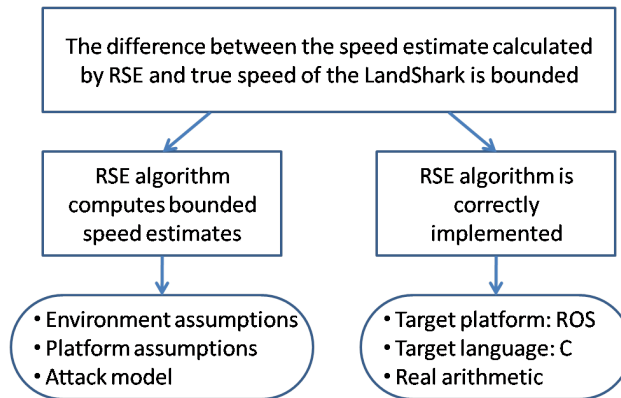 The difference between the speed estimate calculated
by RSE and true speed of the LandShark is bounded
RSE algorithm
computes bounded
speed estimates
RSE algorithm is
correctly
implemented
• Environment assumptions
• Platform assumptions
• Attack model
• Target platform: ROS
• Target language: C
• Real arithmetic